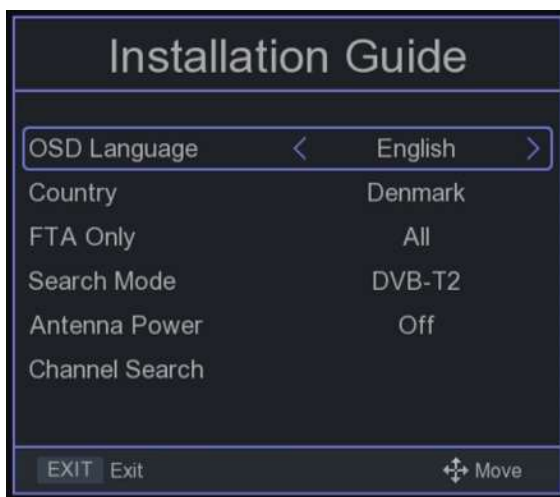 Installation Guide
OSD Language < English >
Country Denmark
FTA Only All
Search Mode DVB-T2
Antenna Power Off
Channel Search
EXIT Exit Move